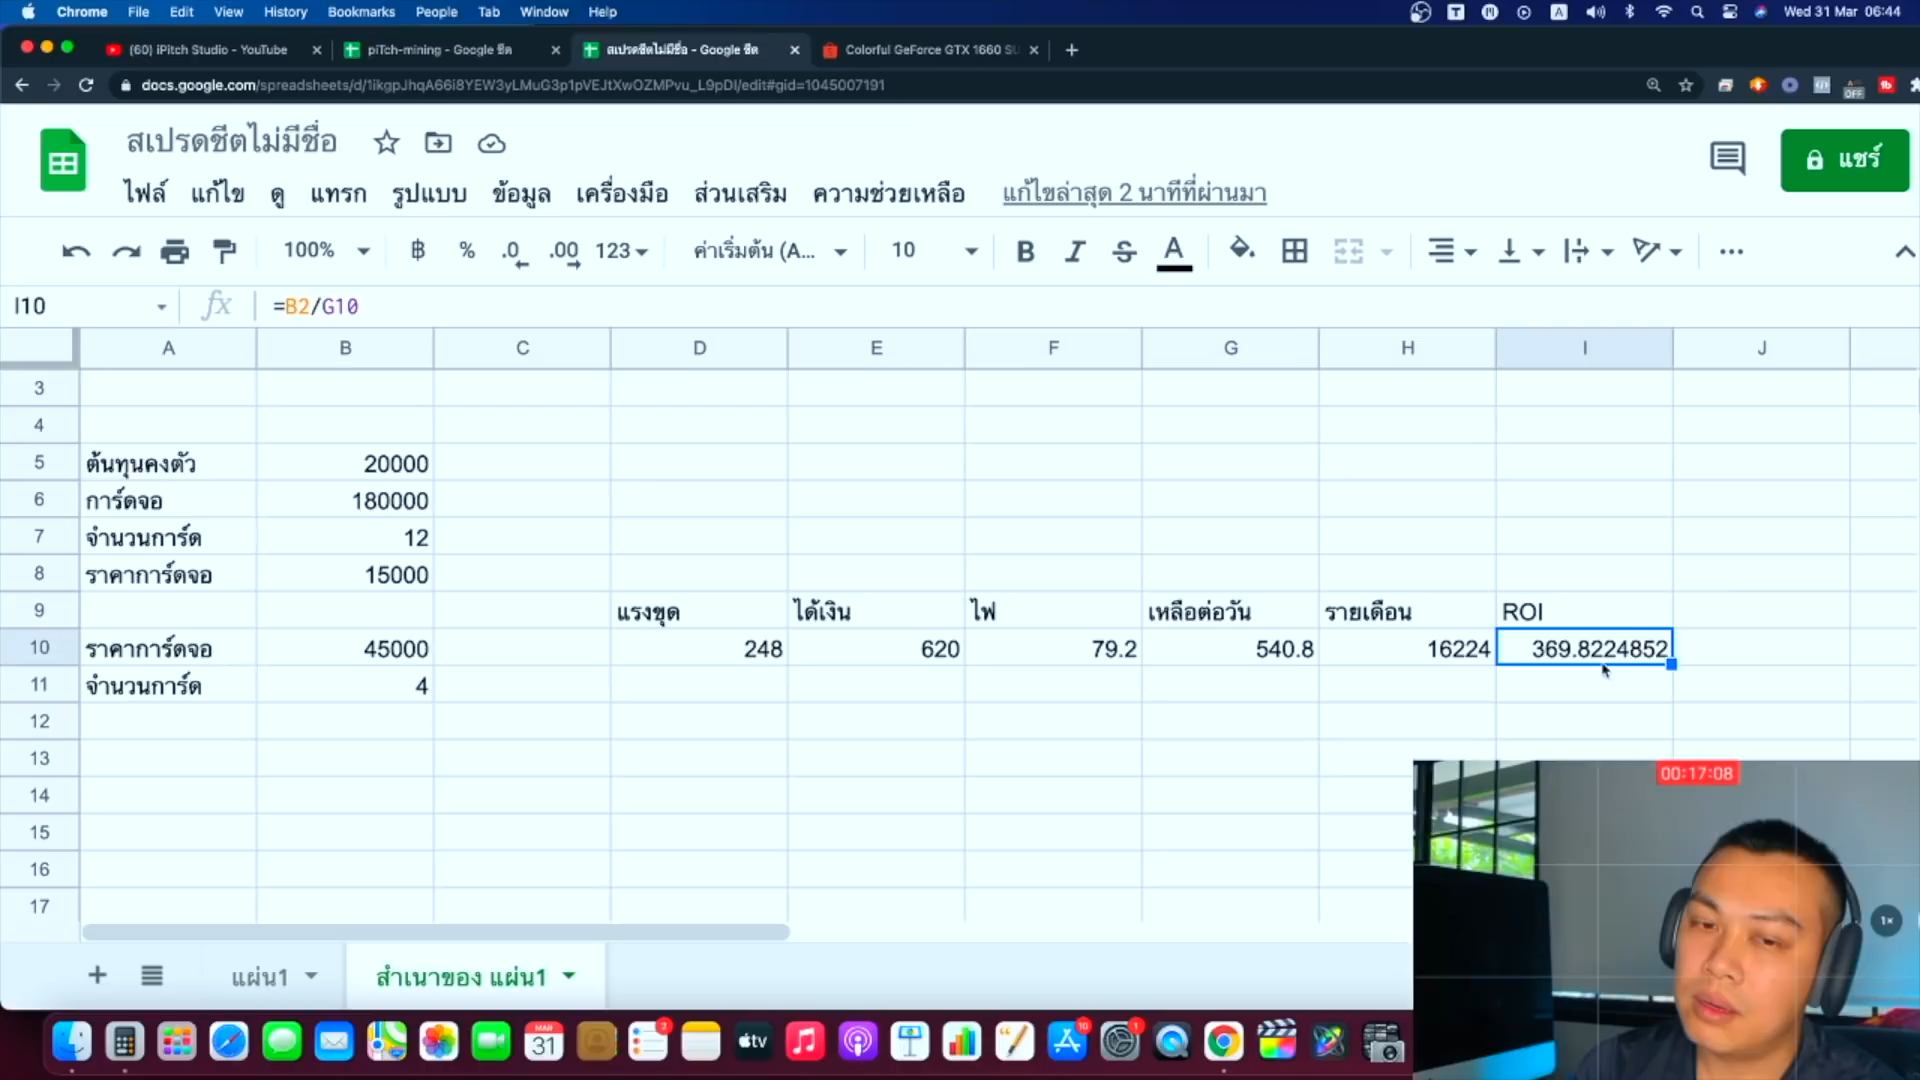 Chrome File Edit View History Bookmarks People Tab Window Help
Wed 31 Mar 06:44
(60) iPitch Studio - YouTube
piTch-mining - Google ชีต
สเปรดชีตไม่มีชื่อ - Google ชีต
Colorful GeForce GTX 1660 SU
docs.google.com/spreadsheets/d/1ikgpJhqA66i8YEW3yLMuG3p1pVEJtXwOZMPvu_L9pDI/edit#gid=1045007191
OFF
สเปรดชีตไม่มีชื่อ
แชร์
ไฟล์ แก้ไข ดู แทรก รูปแบบ ข้อมูล เครื่องมือ ส่วนเสริม ความช่วยเหลือ แก้ไขล่าสุด 2 นาทีที่ผ่านมา
100% ฿ % .0 .00 123 ค่าเริ่มต้น (A... 10 B I S A
I10 fx =B2/G10
A B C D E F G H I J
3
4
5 ต้นทุนคงตัว 20000
6 การ์ดจอ 180000
7 จำนวนการ์ด 12
8 ราคาการ์ดจอ 15000
9 แรงขุด ได้เงิน ไฟ เหลือต่อวัน รายเดือน ROI
10 ราคาการ์ดจอ 45000 248 620 79.2 540.8 16224 369.8224852
11 จำนวนการ์ด 4
12
13
14
15
16
17
00:17:08
1×
แผ่น1 สำเนาของ แผ่น1
MAR
31
2
tv
10
1